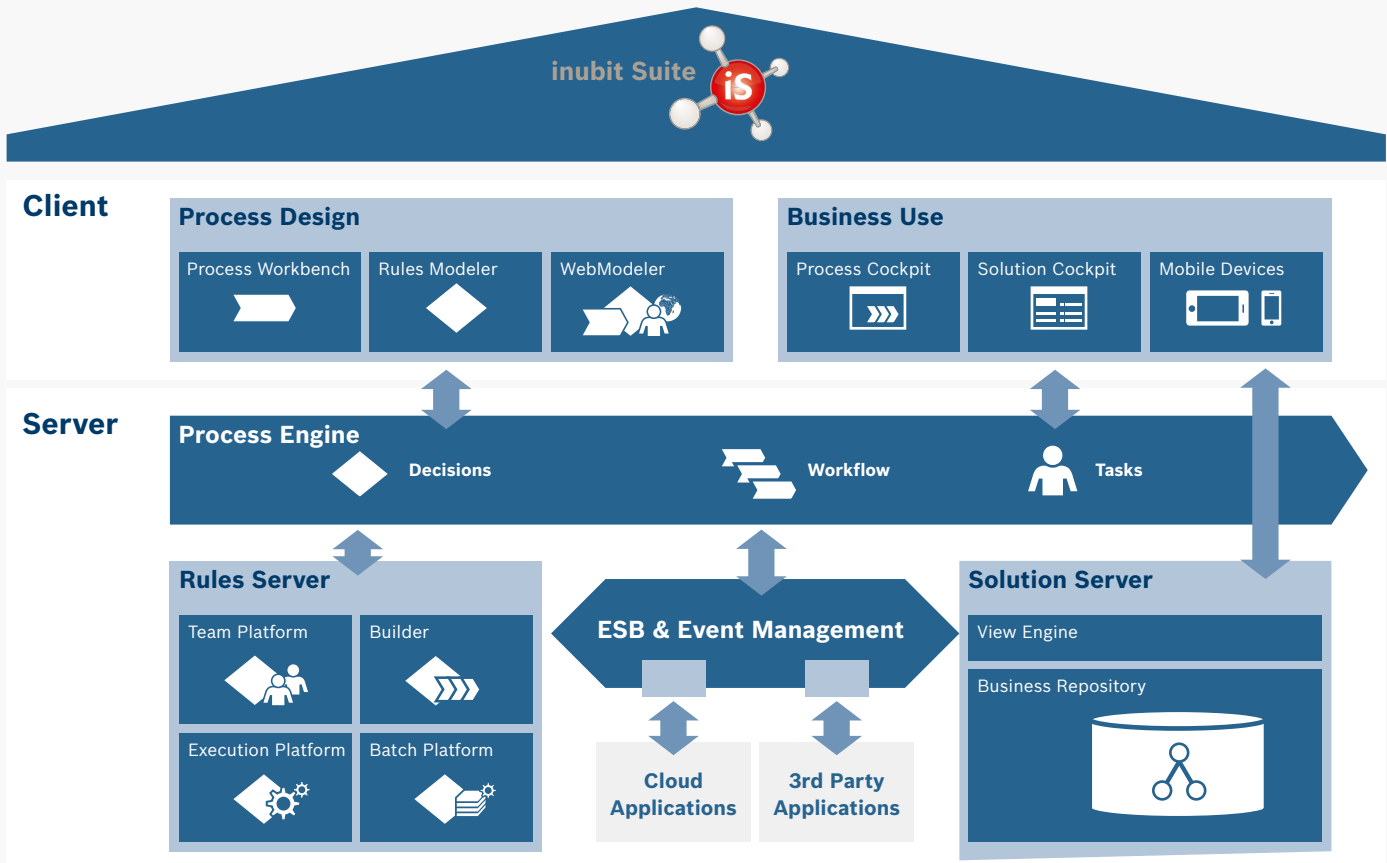 inubit Suite
iS
Client
Process Design
Process Workbench
Rules Modeler
WebModeler
Business Use
Process Cockpit
Solution Cockpit
Mobile Devices
Server
Process Engine
Decisions
Workflow
Tasks
Rules Server
Team Platform
Builder
Execution Platform
Batch Platform
ESB & Event Management
Cloud
Applications
3rd Party
Applications
Solution Server
View Engine
Business Repository